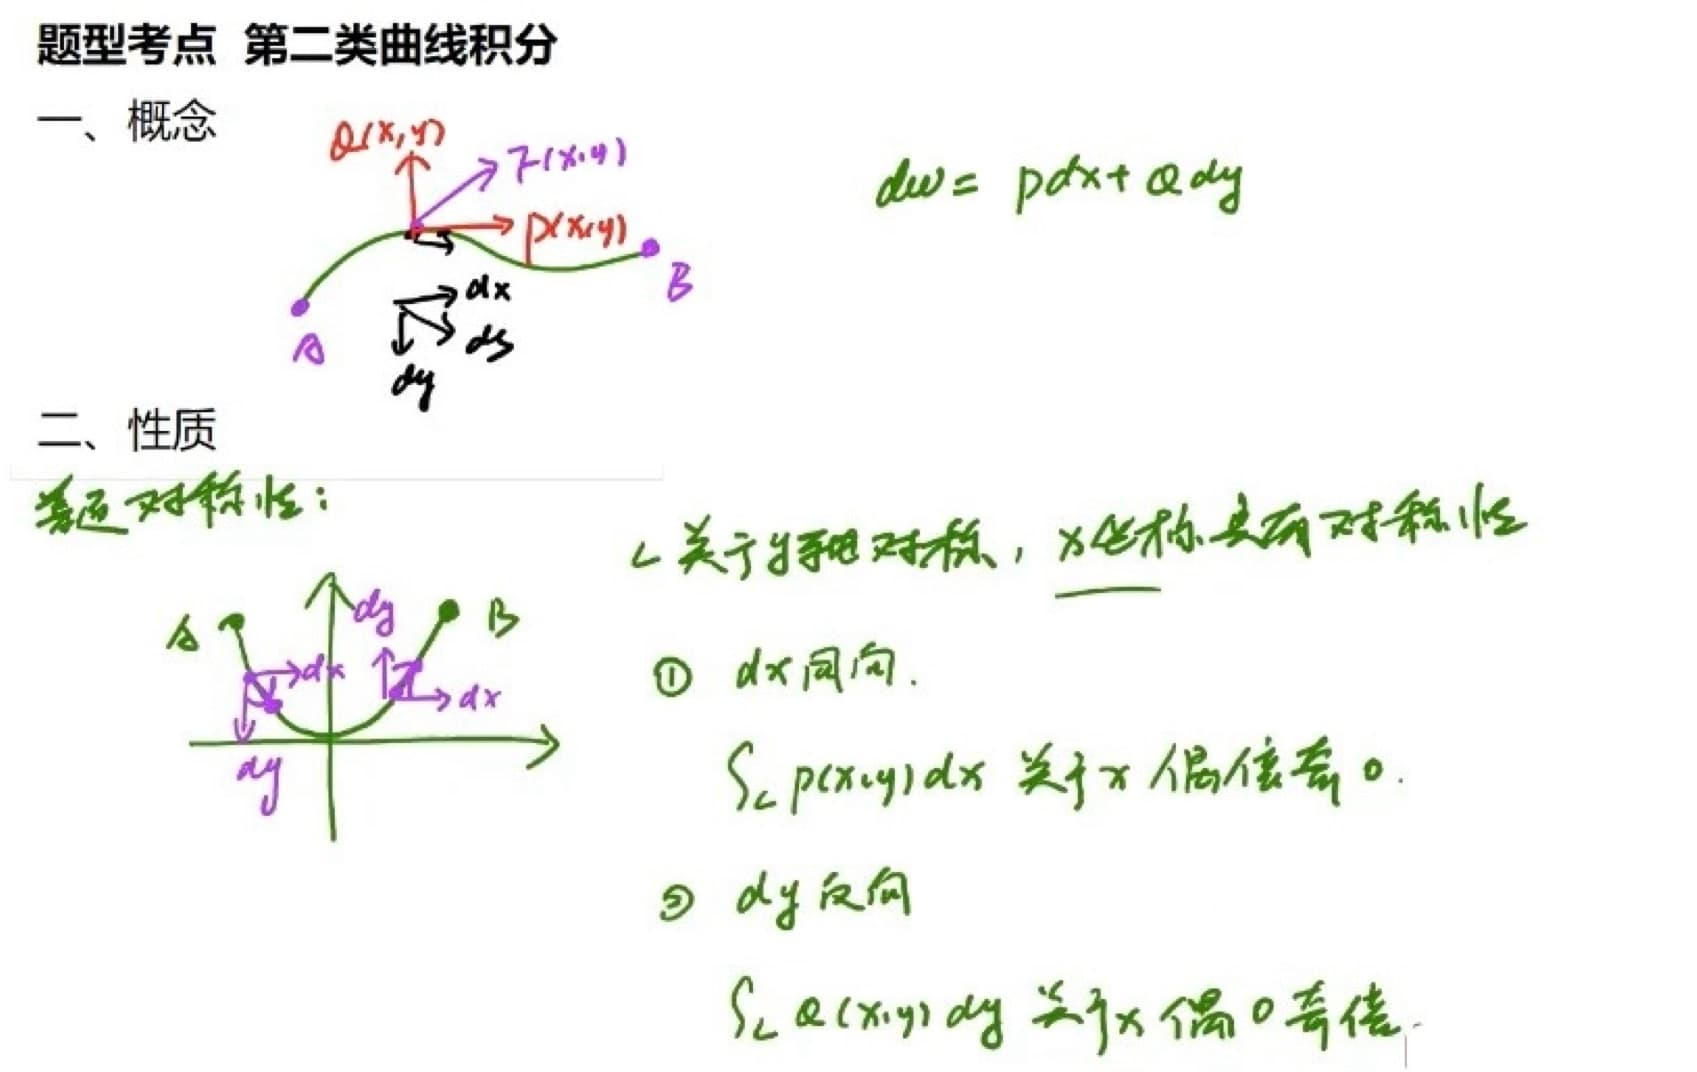 题型考点 第二类曲线积分
一、概念
Q(x,y)
F(x,y)
P(x,y)
dw = Pdx + Qdy
A
B
dx
ds
dy
二、性质
普通对称性：
L关于y轴对称，x坐标具有对称性
A
dy
B
dx
dx
dy
① dx同向.
∫L P(x,y)dx 关于x 偶倍奇0.
② dy反向
∫L Q(x,y)dy 关于x 偶0奇倍.